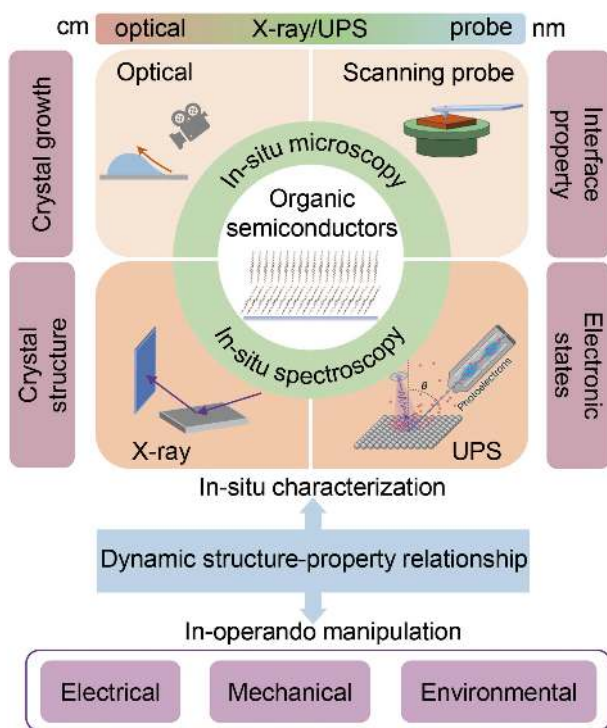 cm optical X-ray/UPS probe nm
Optical
Scanning probe
Crystal growth
Interface
property
In-situ microscopy
Organic
semiconductors
In-situ spectroscopy
Crystal
structure
Electronic
states
θ
Photoelectrons
X-ray
UPS
In-situ characterization
Dynamic structure-property relationship
In-operando manipulation
Electrical
Mechanical
Environmental